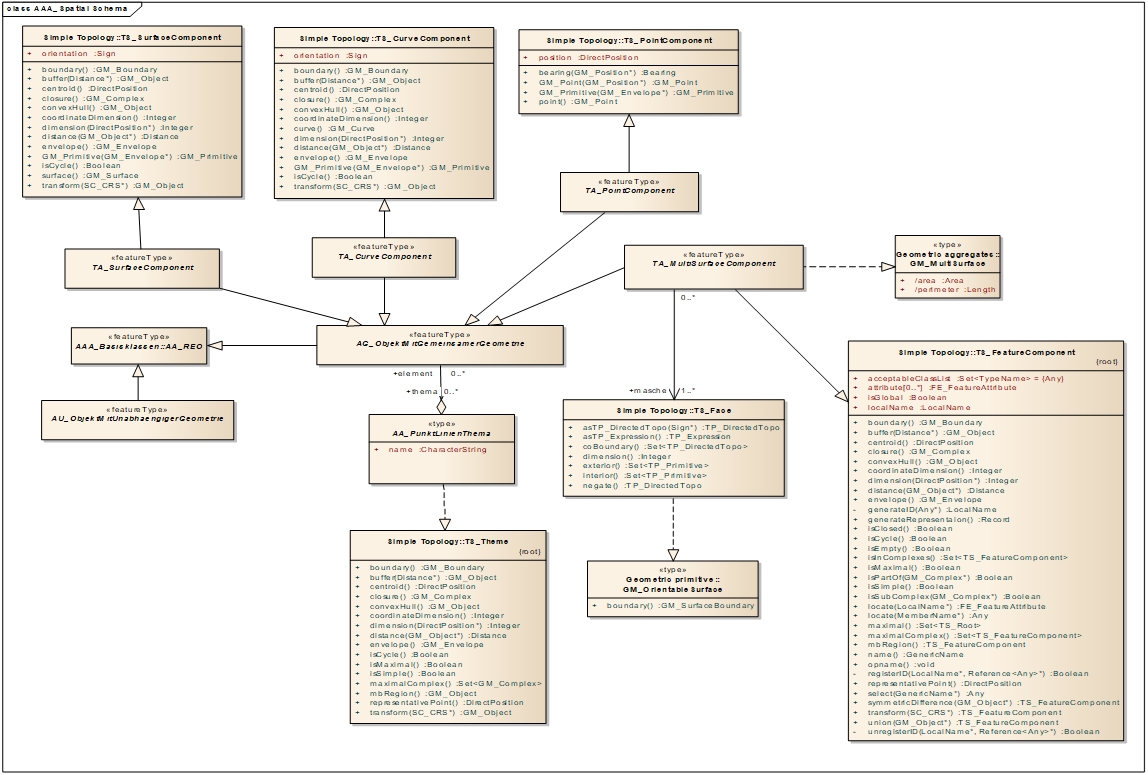 class AAA_ Spatial Schema
Simple Topology::TS_SurfaceComponent
+ orientation :Sign
+ boundary() :GM_Boundary
+ buffer(Distance*) :GM_Object
+ centroid() :DirectPosition
+ closure() :GM_Complex
+ convexHull() :GM_Object
+ coordinateDimension() :Integer
+ dimension(DirectPosition*) :Integer
+ distance(GM_Object*) :Distance
+ envelope() :GM_Envelope
+ GM_Primitive(GM_Envelope*) :GM_Primitive
+ isCycle() :Boolean
+ surface() :GM_Surface
+ transform(SC_CRS*) :GM_Object
Simple Topology::TS_CurveComponent
+ orientation :Sign
+ boundary() :GM_Boundary
+ buffer(Distance*) :GM_Object
+ centroid() :DirectPosition
+ closure() :GM_Complex
+ convexHull() :GM_Object
+ coordinateDimension() :Integer
+ curve() :GM_Curve
+ dimension(DirectPosition*) :Integer
+ distance(GM_Object*) :Distance
+ envelope() :GM_Envelope
+ GM_Primitive(GM_Envelope*) :GM_Primitive
+ isCycle() :Boolean
+ transform(SC_CRS*) :GM_Object
Simple Topology::TS_PointComponent
+ position :DirectPosition
+ bearing(GM_Position*) :Bearing
+ GM_Point(GM_Position*) :GM_Point
+ GM_Primitive(GM_Envelope*) :GM_Primitive
+ point() :GM_Point
«featureType»
TA_PointComponent
«featureType»
TA_SurfaceComponent
«featureType»
TA_CurveComponent
«featureType»
TA_MultiSurfaceComponent
«type»
Geometric aggregates::
GM_MultiSurface
+ /area :Area
+ /perimeter :Length
0..*
«featureType»
AAA_Basisklassen::AA_REO
«featureType»
AG_ObjektMitGemeinsamerGeometrie
«featureType»
AU_ObjektMitUnabhaengigerGeometrie
+element 0..*
+thema 0..*
«type»
AA_PunktLinienThema
+ name :CharacterString
+masche 1..*
Simple Topology::TS_Face
+ asTP_DirectedTopo(Sign*) :TP_DirectedTopo
+ asTP_Expression() :TP_Expression
+ coBoundary() :Set<TP_DirectedTopo>
+ dimension() :Integer
+ exterior() :Set<TP_Primitive>
+ interior() :Set<TP_Primitive>
+ negate() :TP_DirectedTopo
«type»
Geometric primitive::
GM_OrientableSurface
+ boundary() :GM_SurfaceBoundary
Simple Topology::TS_Theme
{root}
+ boundary() :GM_Boundary
+ buffer(Distance*) :GM_Object
+ centroid() :DirectPosition
+ closure() :GM_Complex
+ convexHull() :GM_Object
+ coordinateDimension() :Integer
+ dimension(DirectPosition*) :Integer
+ distance(GM_Object*) :Distance
+ envelope() :GM_Envelope
+ isCycle() :Boolean
+ isMaximal() :Boolean
+ isSimple() :Boolean
+ maximalComplex() :Set<GM_Complex>
+ mbRegion() :GM_Object
+ representativePoint() :DirectPosition
+ transform(SC_CRS*) :GM_Object
Simple Topology::TS_FeatureComponent
{root}
+ acceptableClassList :Set<TypeName> = {Any}
+ attribute[0..*] :FE_FeatureAttribute
+ isGlobal :Boolean
+ localName :LocalName
+ boundary() :GM_Boundary
+ buffer(Distance*) :GM_Object
+ centroid() :DirectPosition
+ closure() :GM_Complex
+ convexHull() :GM_Object
+ coordinateDimension() :Integer
+ dimension(DirectPosition*) :Integer
+ distance(GM_Object*) :Distance
+ envelope() :GM_Envelope
- generateID(Any*) :LocalName
+ generateRepresentaion() :Record
+ isClosed() :Boolean
+ isCycle() :Boolean
+ isEmpty() :Boolean
+ isInComplexes() :Set<TS_FeatureComponent>
+ isMaximal() :Boolean
+ isPartOf(GM_Complex*) :Boolean
+ isSimple() :Boolean
+ isSubComplex(GM_Complex*) :Boolean
+ locate(LocalName*) :FE_FeatureAttribute
+ locate(MemberName*) :Any
+ maximal() :Set<TS_Root>
+ maximalComplex() :Set<TS_FeatureComponent>
+ mbRegion() :TS_FeatureComponent
+ name() :GenericName
+ opname() :void
- registerID(LocalName*, Reference<Any>*) :Boolean
+ representativePoint() :DirectPosition
+ select(GenericName*) :Any
+ symmetricDifference(GM_Object*) :TS_FeatureComponent
+ transform(SC_CRS*) :TS_FeatureComponent
+ union(GM_Object*) :TS_FeatureComponent
- unregisterID(LocalName*, Reference<Any>*) :Boolean